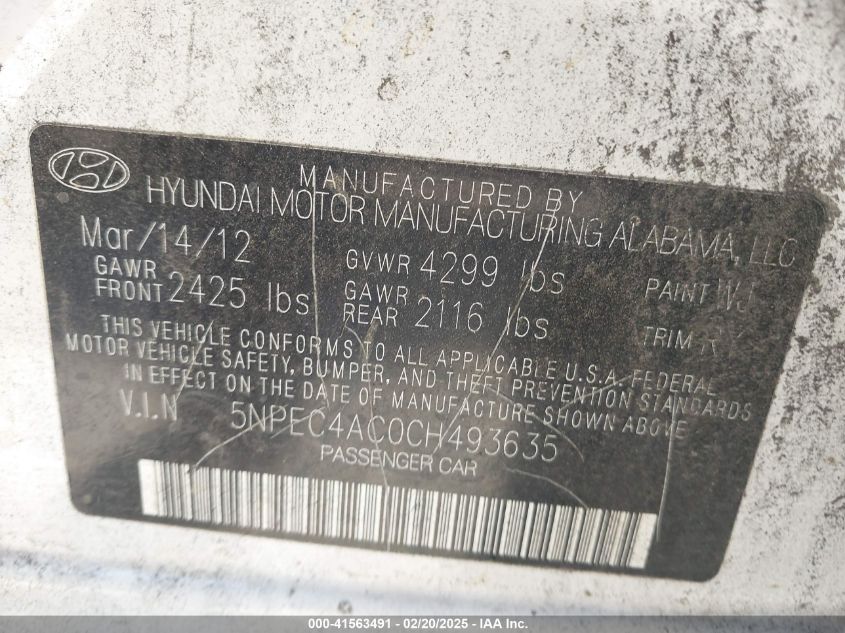 MANUFACTURED BY
HYUNDAI MOTOR MANUFACTURING ALABAMA, LLC
Mar/14/12 GVWR 4299 lbs PAINT WJ
GAWR FRONT 2425 lbs GAWR REAR 2116 lbs TRIM
THIS VEHICLE CONFORMS TO ALL APPLICABLE U.S.A. FEDERAL
MOTOR VEHICLE SAFETY, BUMPER, AND THEFT PREVENTION STANDARDS
IN EFFECT ON THE DATE OF MANUFACTURE SHOWN ABOVE.
V.I.N 5NPEC4AC0CH493635
PASSENGER CAR
000-41563491 - 02/20/2025 - IAA Inc.